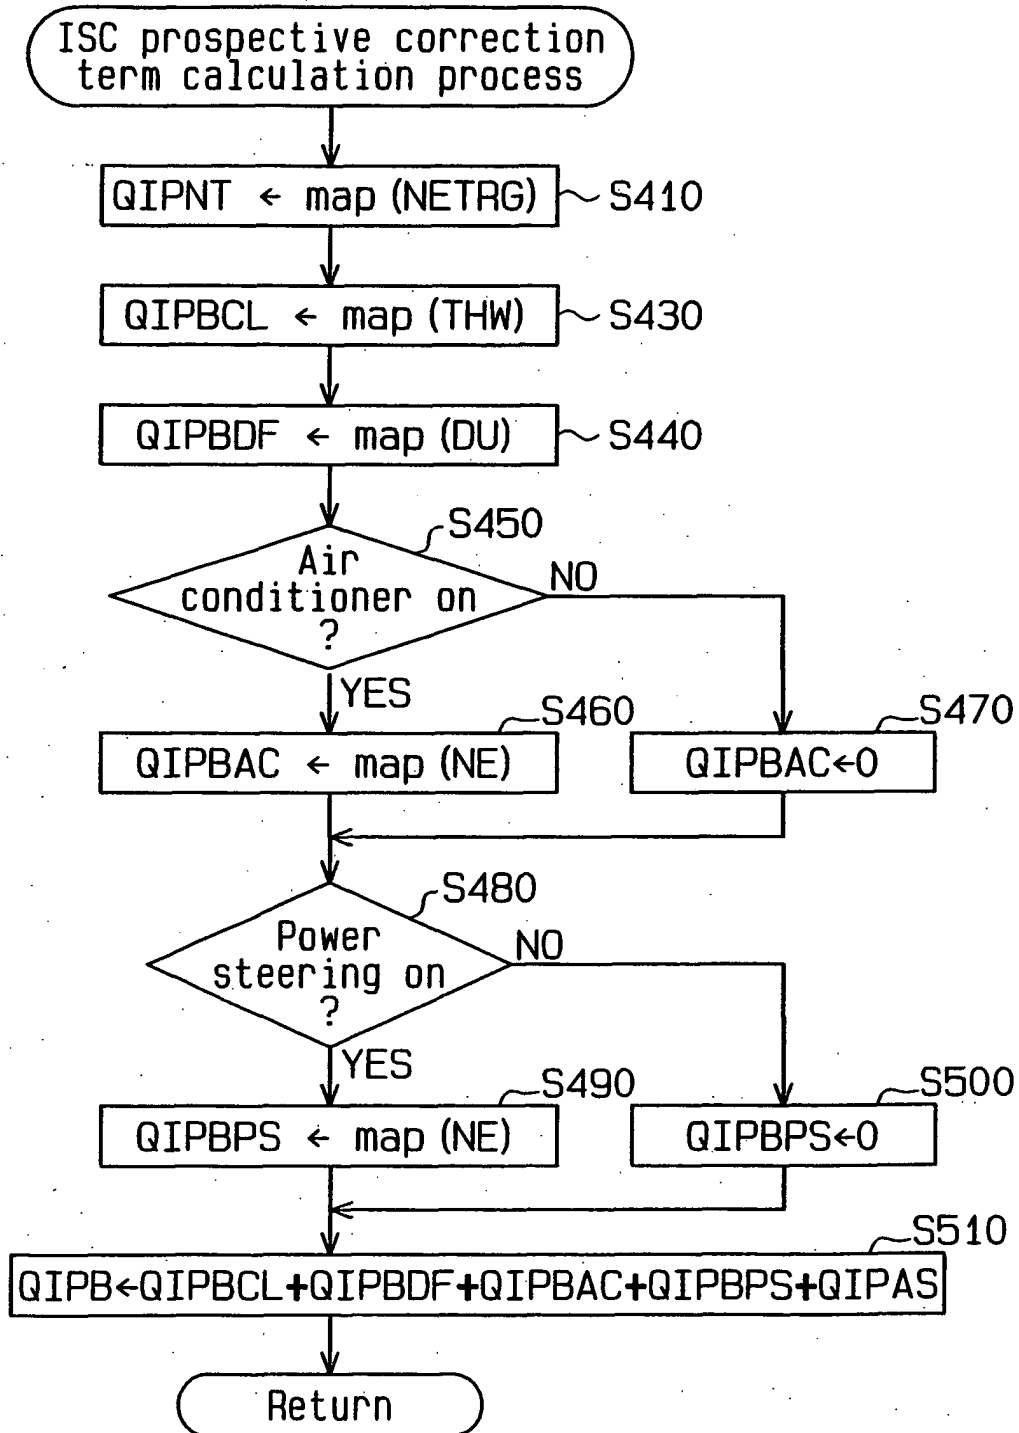 ISC prospective correction
term calculation process
QIPNT ← map (NETRG)
S410
QIPBCL ← map (THW)
S430
QIPBDF ← map (DU)
S440
S450
Air
conditioner on
?
NO
YES
S460
S470
QIPBAC ← map (NE)
QIPBAC←0
S480
Power
steering on
?
NO
YES
S490
S500
QIPBPS ← map (NE)
QIPBPS←0
S510
QIPB←QIPBCL+QIPBDF+QIPBAC+QIPBPS+QIPAS
Return